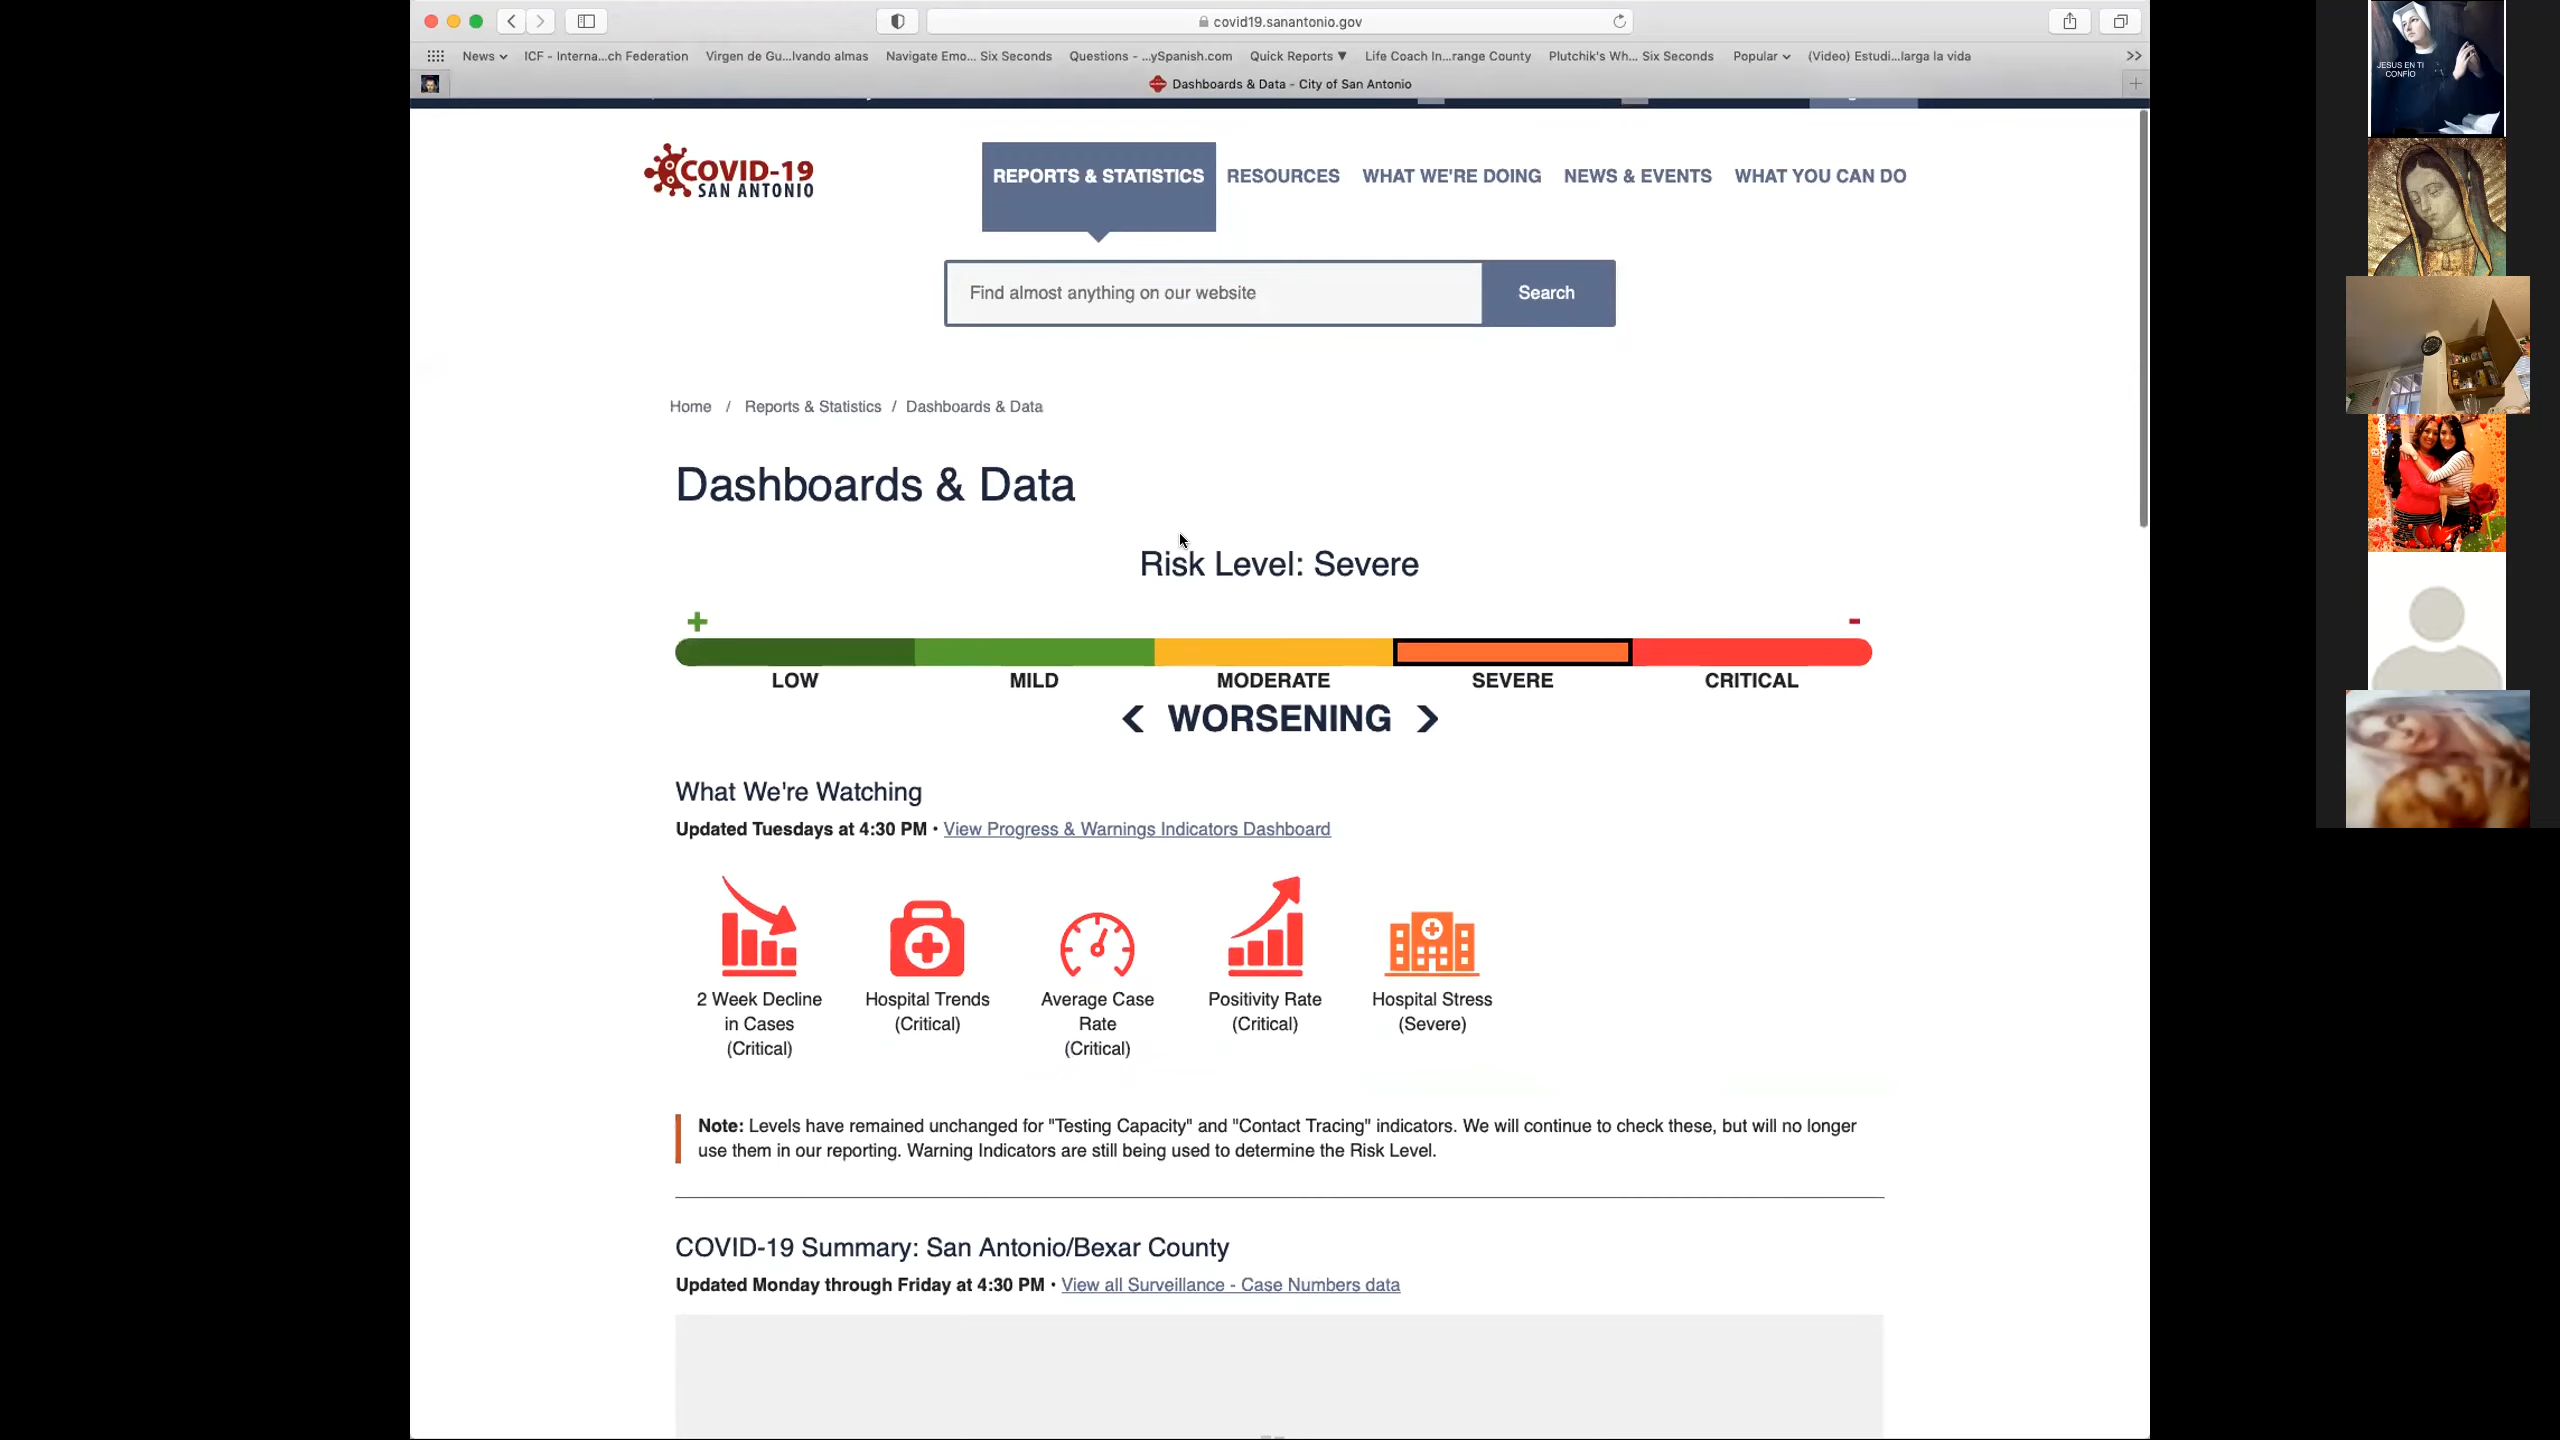 covid19.sanantonio.gov
News
ICF - Interna...ch Federation
Virgen de Gu...lvando almas
Navigate Emo... Six Seconds
Questions - ...ySpanish.com
Quick Reports ▼
Life Coach In...range County
Plutchik's Wh... Six Seconds
Popular
(Video) Estudi...larga la vida
>>
Dashboards & Data - City of San Antonio
COVID-19
SAN ANTONIO
REPORTS & STATISTICS
RESOURCES
WHAT WE'RE DOING
NEWS & EVENTS
WHAT YOU CAN DO
Find almost anything on our website
Search
Home / Reports & Statistics / Dashboards & Data
Dashboards & Data
Risk Level: Severe
+
-
LOW
MILD
MODERATE
SEVERE
CRITICAL
< WORSENING >
What We're Watching
Updated Tuesdays at 4:30 PM • View Progress & Warnings Indicators Dashboard
2 Week Decline
in Cases
(Critical)
Hospital Trends
(Critical)
Average Case
Rate
(Critical)
Positivity Rate
(Critical)
Hospital Stress
(Severe)
Note: Levels have remained unchanged for "Testing Capacity" and "Contact Tracing" indicators. We will continue to check these, but will no longer
use them in our reporting. Warning Indicators are still being used to determine the Risk Level.
COVID-19 Summary: San Antonio/Bexar County
Updated Monday through Friday at 4:30 PM • View all Surveillance - Case Numbers data
JESUS EN TI
CONFÍO